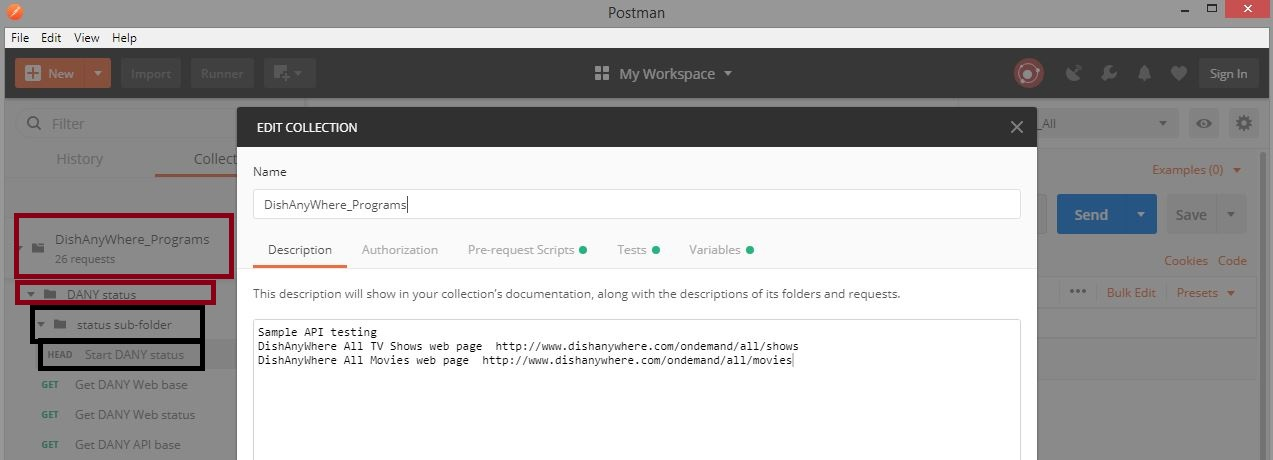 Postman
File Edit View Help
New Import Runner My Workspace Sign In
Filter
History Collect
DishAnyWhere_Programs
26 requests
DANY status
status sub-folder
HEAD Start DANY status
GET Get DANY Web base
GET Get DANY Web status
GET Get DANY API base
EDIT COLLECTION
Name
DishAnyWhere_Programs
Description Authorization Pre-request Scripts Tests Variables
This description will show in your collection's documentation, along with the descriptions of its folders and requests.
Sample API testing
DishAnyWhere All TV Shows web page http://www.dishanywhere.com/ondemand/all/shows
DishAnyWhere All Movies web page http://www.dishanywhere.com/ondemand/all/movies
_All
Examples (0)
Send Save
Cookies Code
Bulk Edit Presets